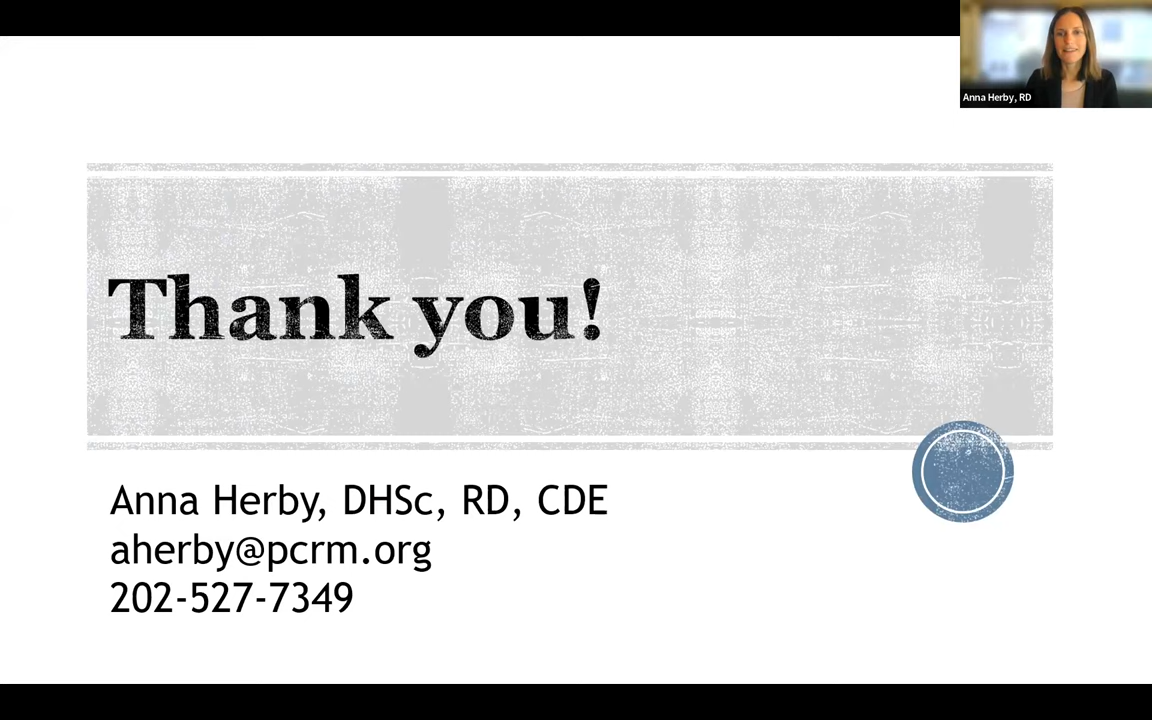 Anna Herby, RD
Thank you!
Anna Herby, DHSc, RD, CDE
aherby@pcrm.org
202-527-7349